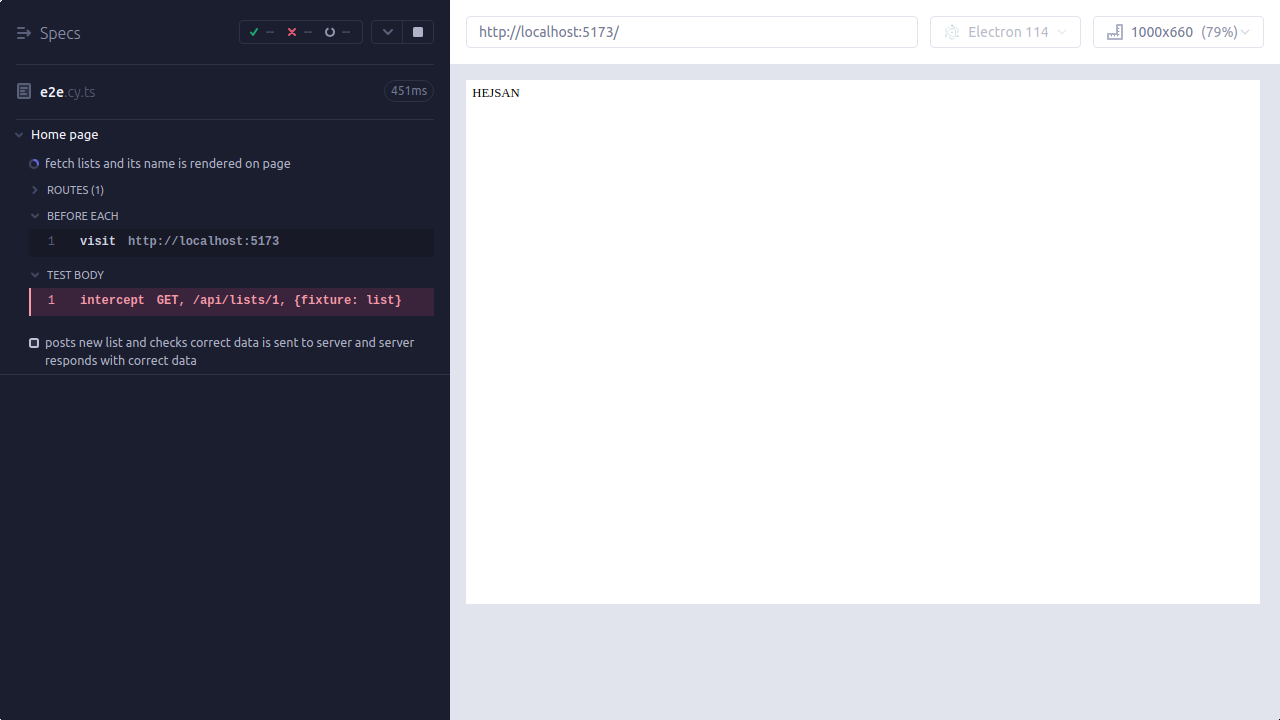 Specs
-- -- --
e2e.cy.ts
451ms
Home page
fetch lists and its name is rendered on page
ROUTES (1)
BEFORE EACH
1 visit http://localhost:5173
TEST BODY
1 intercept GET, /api/lists/1, {fixture: list}
posts new list and checks correct data is sent to server and server
responds with correct data
http://localhost:5173/
Electron 114
1000x660 (79%)
HEJSAN